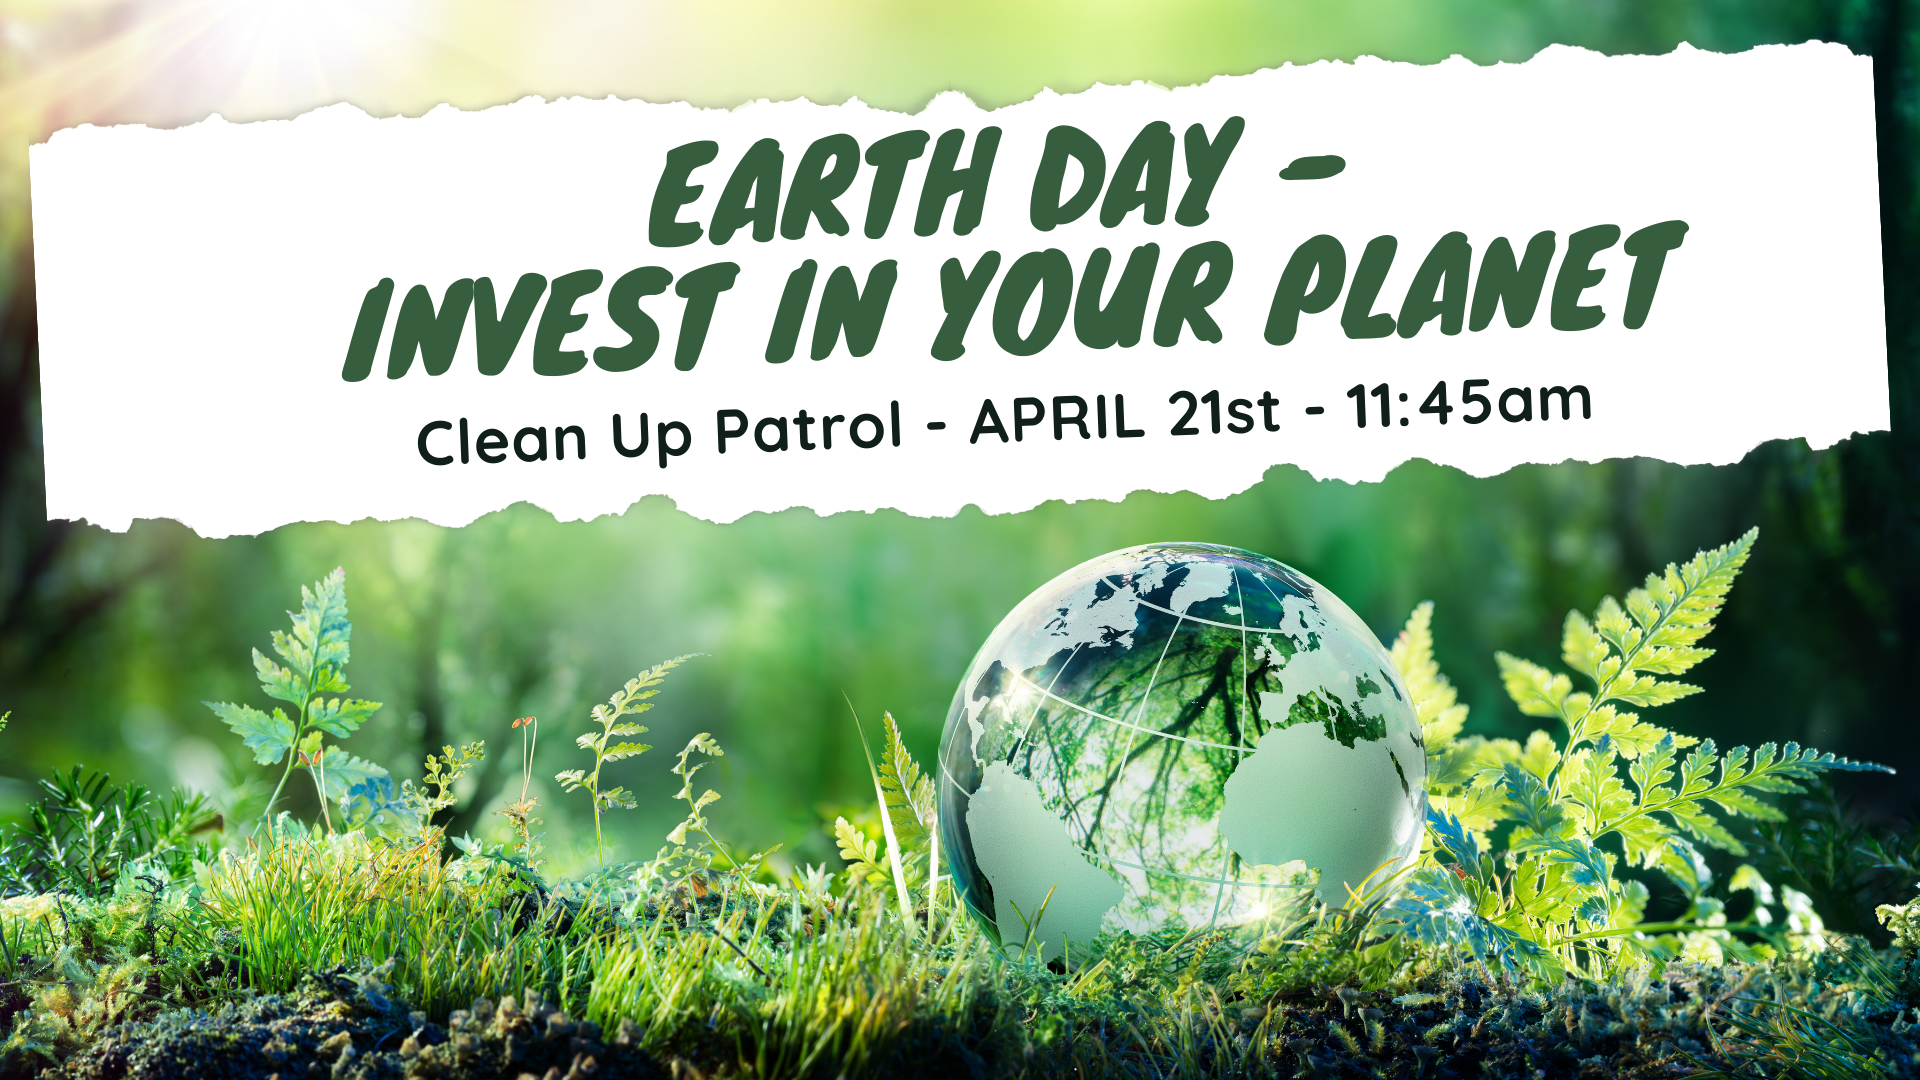 EARTH DAY -
INVEST IN YOUR PLANET
Clean Up Patrol - APRIL 21st - 11:45am